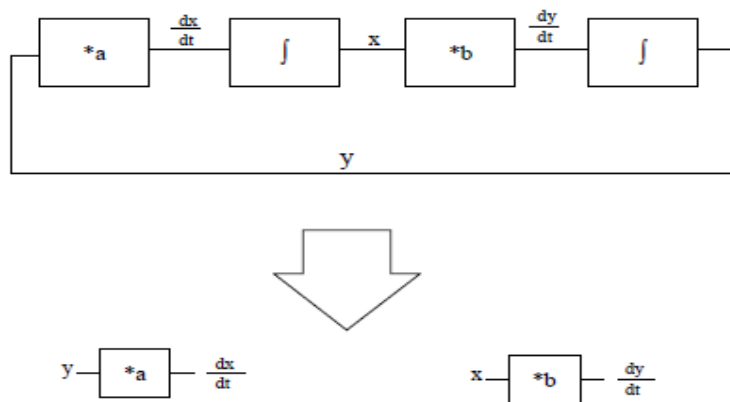 *a dx/dt ∫ x *b dy/dt ∫
y
y *a dx/dt x *b dy/dt